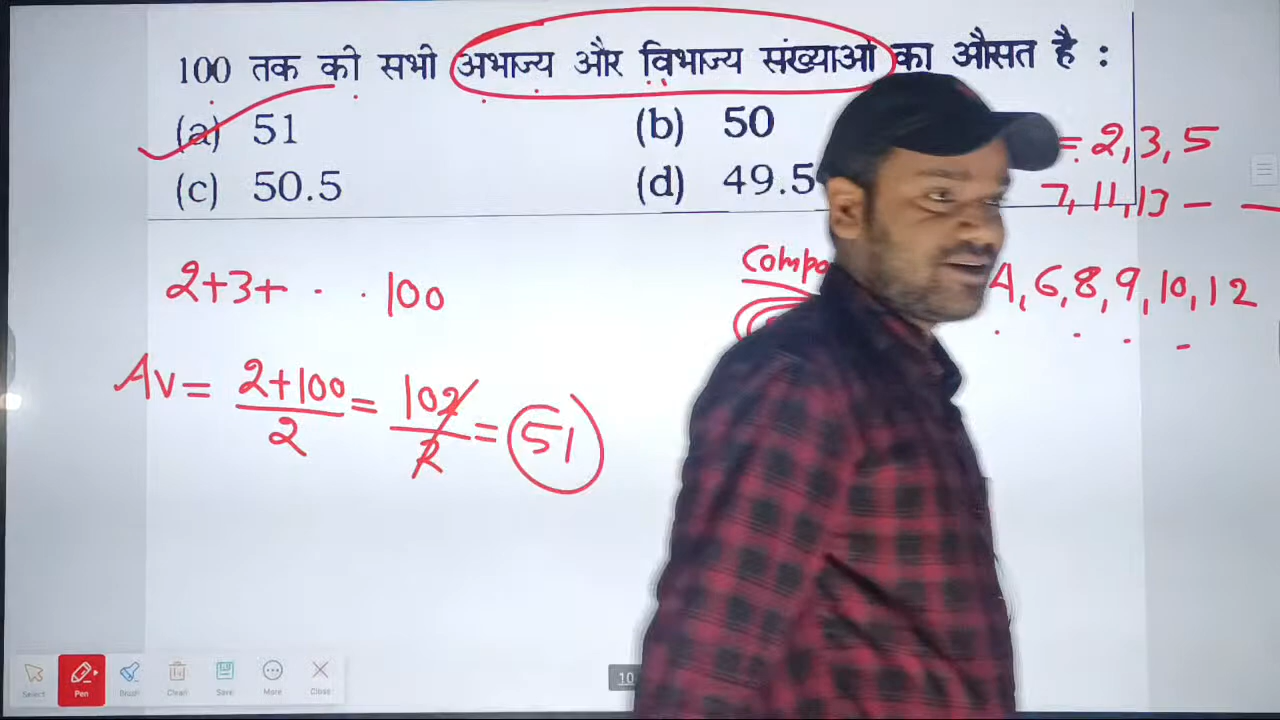 100 तक की सभी अभाज्य और विभाज्य संख्याओं का औसत है :
(a) 51
(b) 50
(c) 50.5
(d) 49.5
= 2, 3, 5
7, 11, 13 –
2+3+ . . 100
Compo
4, 6, 8, 9, 10, 12
Av = 2+100/2 = 102/2 = 51
Select
Pen
Brush
Clean
Save
More
Close
10